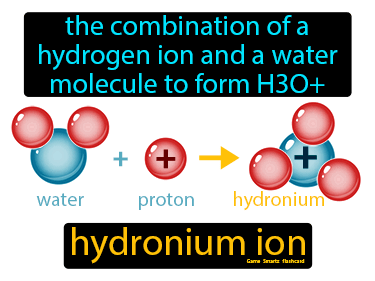 the combination of a
hydrogen ion and a water
molecule to form H3O+
+
+
+
water
proton
hydronium
hydronium ion
Game Smartz flashcard